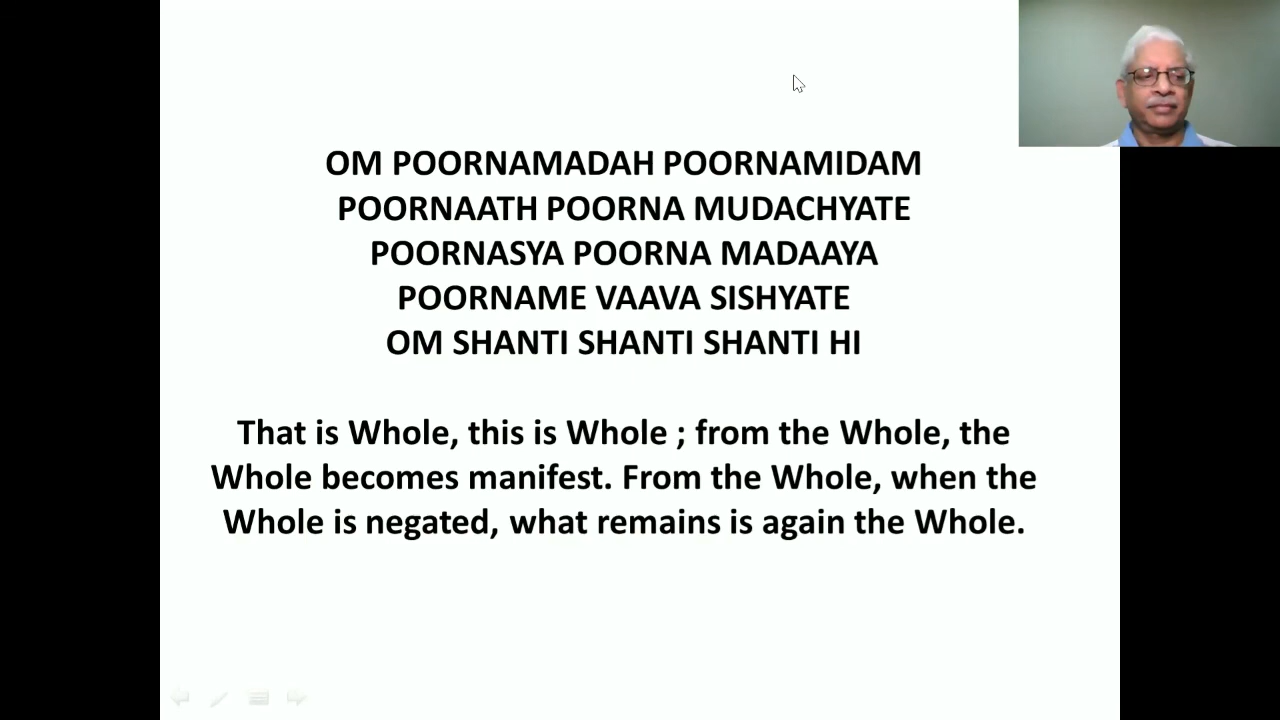 OM POORNAMADAH POORNAMIDAM
POORNAATH POORNA MUDACHYATE
POORNASYA POORNA MADAAYA
POORNAME VAAVA SISHYATE
OM SHANTI SHANTI SHANTI HI
That is Whole, this is Whole ; from the Whole, the
Whole becomes manifest. From the Whole, when the
Whole is negated, what remains is again the Whole.